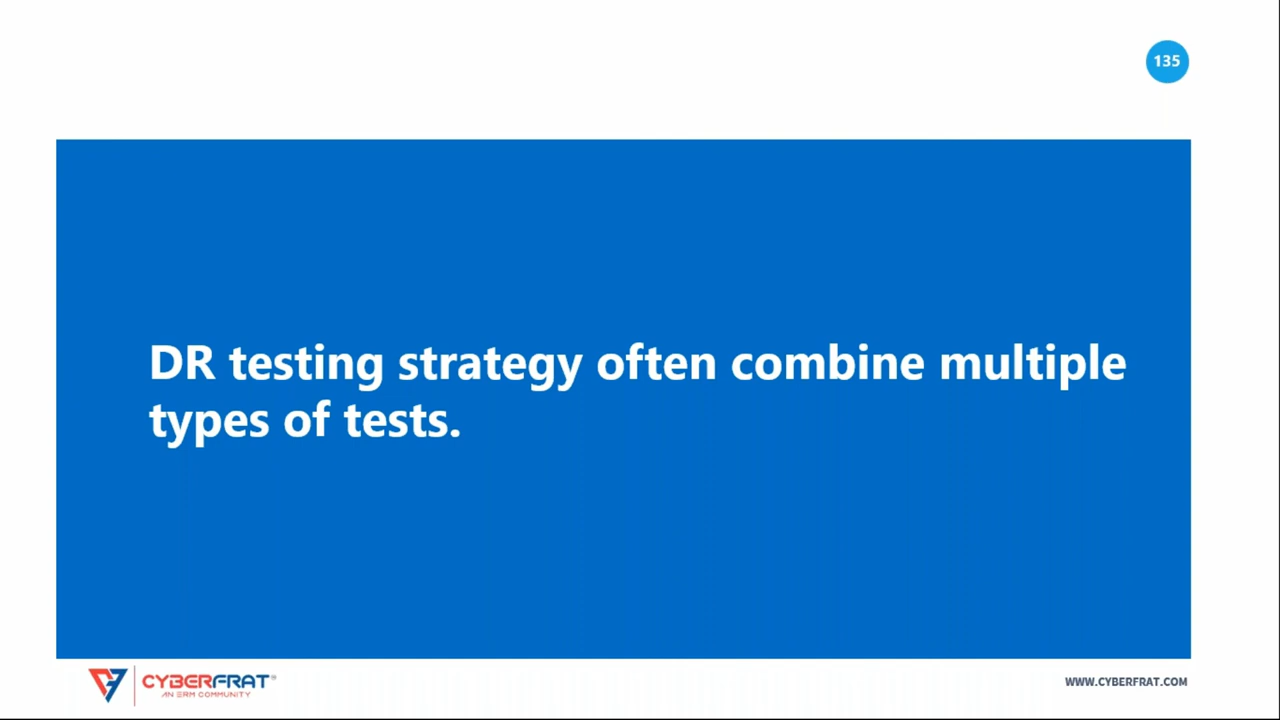 135
DR testing strategy often combine multiple
types of tests.
CYBERFRAT
AN ERM COMMUNITY
WWW.CYBERFRAT.COM